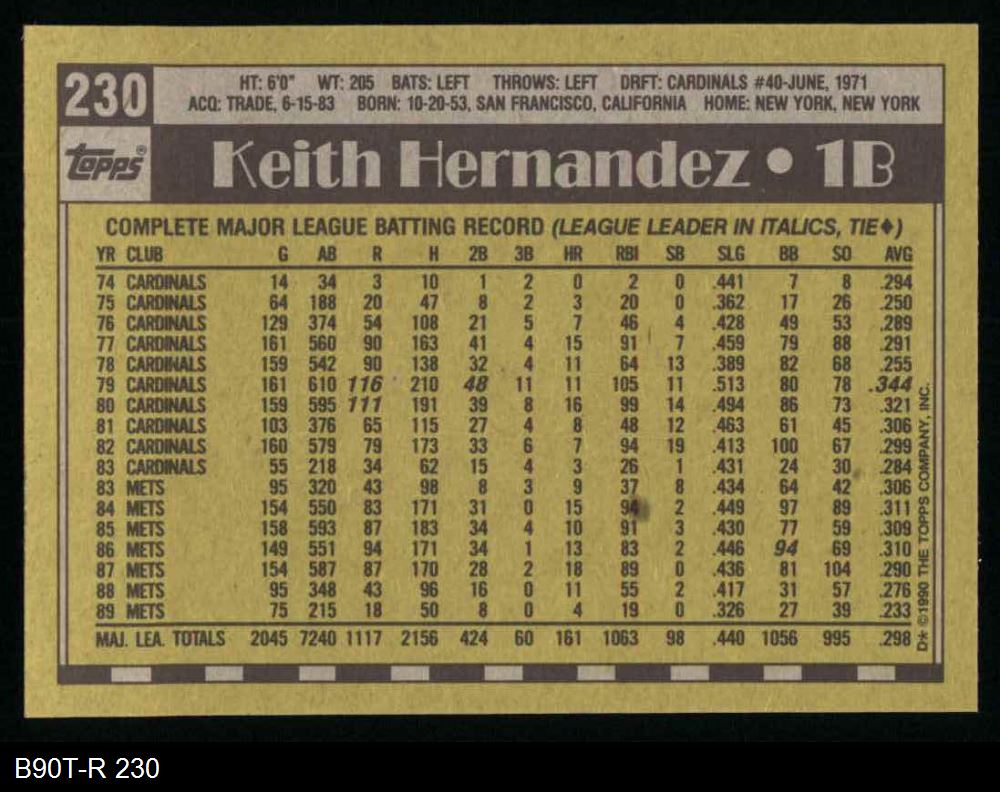 230
HT: 6'0" WT: 205 BATS: LEFT THROWS: LEFT DRFT: CARDINALS #40-JUNE, 1971
ACQ: TRADE, 6-15-83 BORN: 10-20-53, SAN FRANCISCO, CALIFORNIA HOME: NEW YORK, NEW YORK
Topps®
Keith Hernandez • 1B
COMPLETE MAJOR LEAGUE BATTING RECORD (LEAGUE LEADER IN ITALICS, TIE♦)
YR CLUB G AB R H 2B 3B HR RBI SB SLG BB SO AVG
74 CARDINALS 14 34 3 10 1 2 0 2 0 .441 7 8 .294
75 CARDINALS 64 188 20 47 8 2 3 20 0 .362 17 26 .250
76 CARDINALS 129 374 54 108 21 5 7 46 4 .428 49 53 .289
77 CARDINALS 161 560 90 163 41 4 15 91 7 .459 79 88 .291
78 CARDINALS 159 542 90 138 32 4 11 64 13 .389 82 68 .255
79 CARDINALS 161 610 116 210 48 11 11 105 11 .513 80 78 .344
80 CARDINALS 159 595 111 191 39 8 16 99 14 .494 86 73 .321
81 CARDINALS 103 376 65 115 27 4 8 48 12 .463 61 45 .306
82 CARDINALS 160 579 79 173 33 6 7 94 19 .413 100 67 .299
83 CARDINALS 55 218 34 62 15 4 3 26 1 .431 24 30 .284
83 METS 95 320 43 98 8 3 9 37 8 .434 64 42 .306
84 METS 154 550 83 171 31 0 15 94 2 .449 97 89 .311
85 METS 158 593 87 183 34 4 10 91 3 .430 77 59 .309
86 METS 149 551 94 171 34 1 13 83 2 .446 94 69 .310
87 METS 154 587 87 170 28 2 18 89 0 .436 81 104 .290
88 METS 95 348 43 96 16 0 11 55 2 .417 31 57 .276
89 METS 75 215 18 50 8 0 4 19 0 .326 27 39 .233
MAJ. LEA. TOTALS 2045 7240 1117 2156 424 60 161 1063 98 .440 1056 995 .298
D* ©1990 THE TOPPS COMPANY, INC.
B90T-R 230